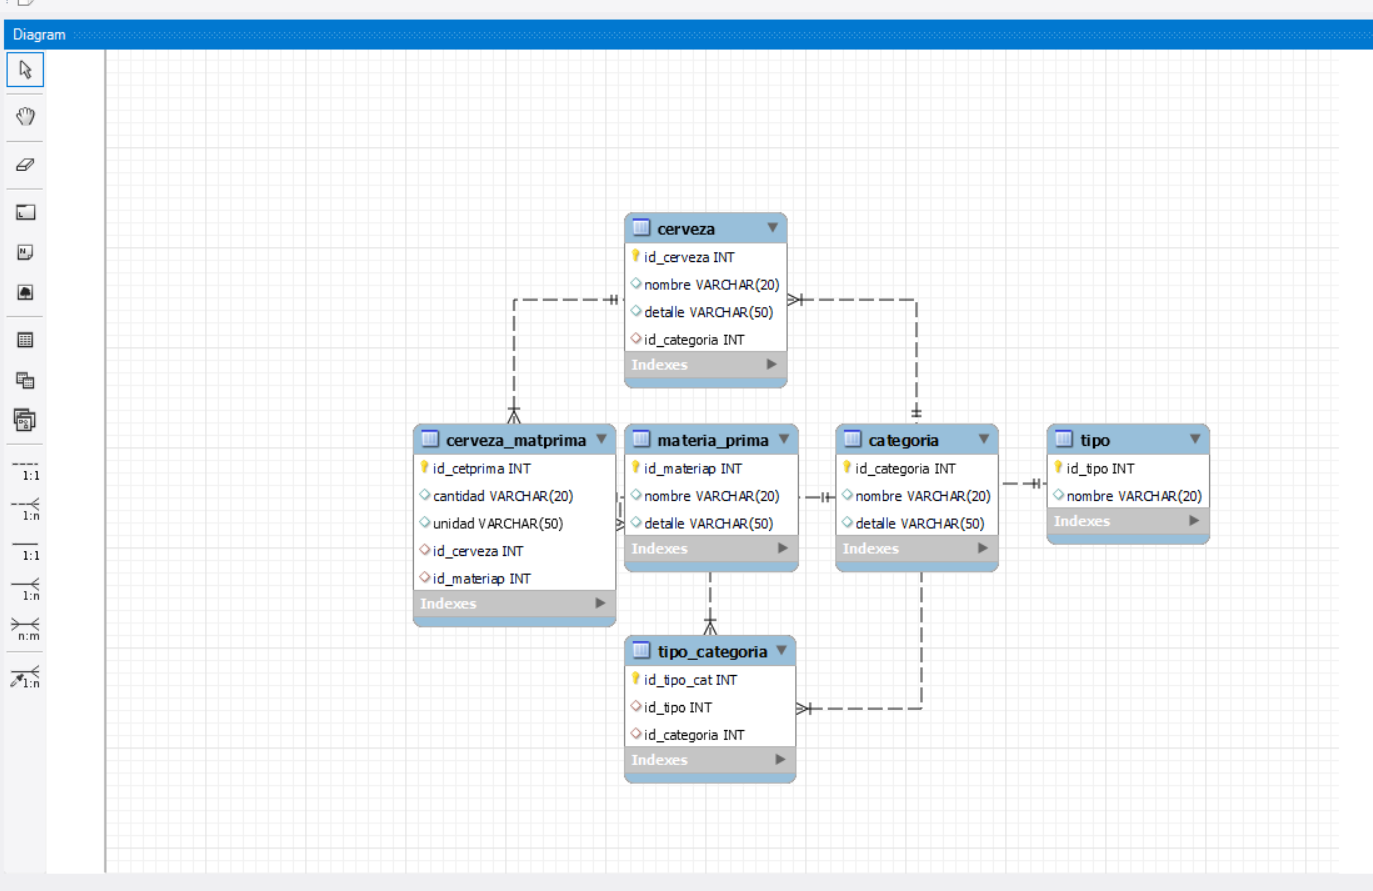 Diagram
cerveza
id_cerveza INT
nombre VARCHAR(20)
detalle VARCHAR(50)
id_categoria INT
Indexes
cerveza_matprima
id_cetprima INT
cantidad VARCHAR(20)
unidad VARCHAR(50)
id_cerveza INT
id_materiap INT
Indexes
materia_prima
id_materiap INT
nombre VARCHAR(20)
detalle VARCHAR(50)
Indexes
categoria
id_categoria INT
nombre VARCHAR(20)
detalle VARCHAR(50)
Indexes
tipo
id_tipo INT
nombre VARCHAR(20)
Indexes
tipo_categoria
id_tipo_cat INT
id_tipo INT
id_categoria INT
Indexes
1:1
1:n
1:1
1:n
n:m
1:n